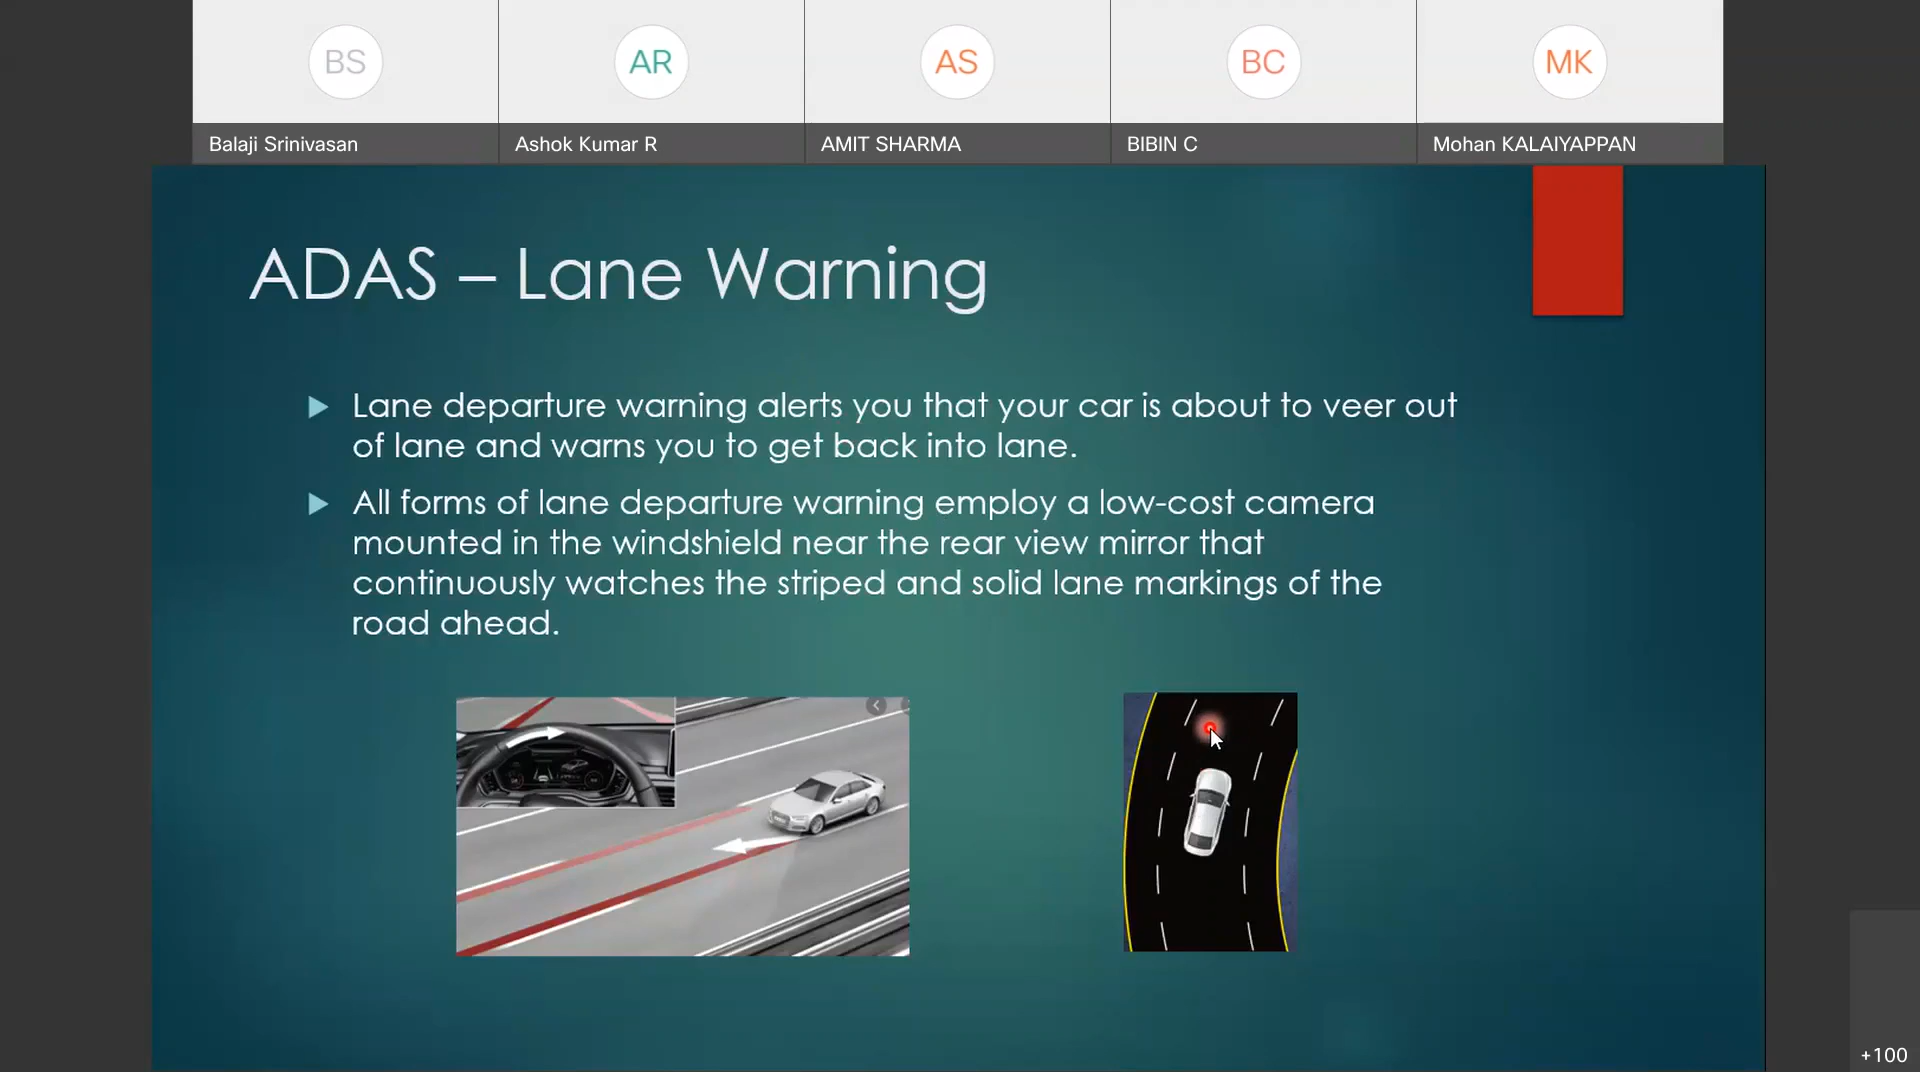 BS
AR
AS
BC
MK
Balaji Srinivasan
Ashok Kumar R
AMIT SHARMA
BIBIN C
Mohan KALAIYAPPAN
ADAS – Lane Warning
Lane departure warning alerts you that your car is about to veer out
of lane and warns you to get back into lane.
All forms of lane departure warning employ a low-cost camera
mounted in the windshield near the rear view mirror that
continuously watches the striped and solid lane markings of the
road ahead.
+100